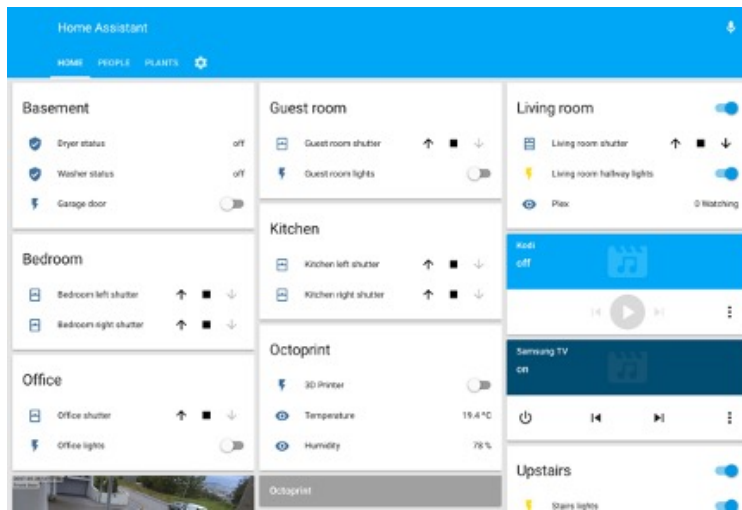 Home Assistant
HOME PEOPLE PLANTS
Basement
Dryer status off
Washer status off
Garage door
Bedroom
Bedroom left shutter
Bedroom right shutter
Office
Office shutter
Office lights
Guest room
Guest room shutter
Guest room lights
Kitchen
Kitchen left shutter
Kitchen right shutter
Octoprint
3D Printer
Temperature 19.4 °C
Humidity 78 %
Octoprint
Living room
Living room shutter
Living room hallway lights
Plex 0 Watching
Kodi
off
Samsung TV
on
Upstairs
Stairs lights